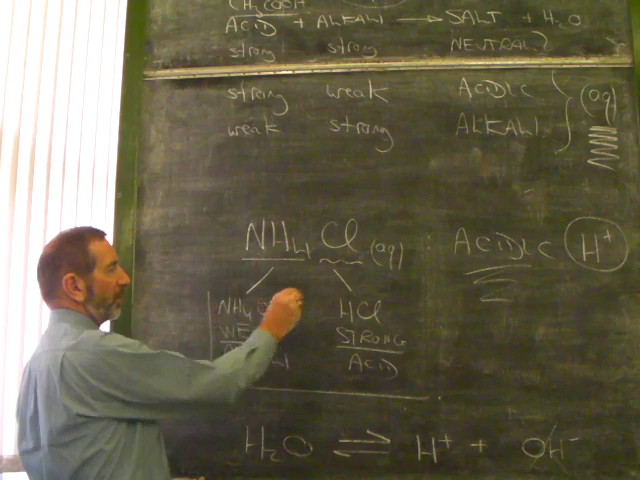 CH₃COOH
ACID + ALKALI → SALT + H₂O
strong strong NEUTRAL?
strong weak ACIDIC
weak strong ALKALI (aq)
NH₄Cl (aq) : ACIDIC H⁺
HCl
STRONG
ACID
H₂O ⇌ H⁺ + OH⁻